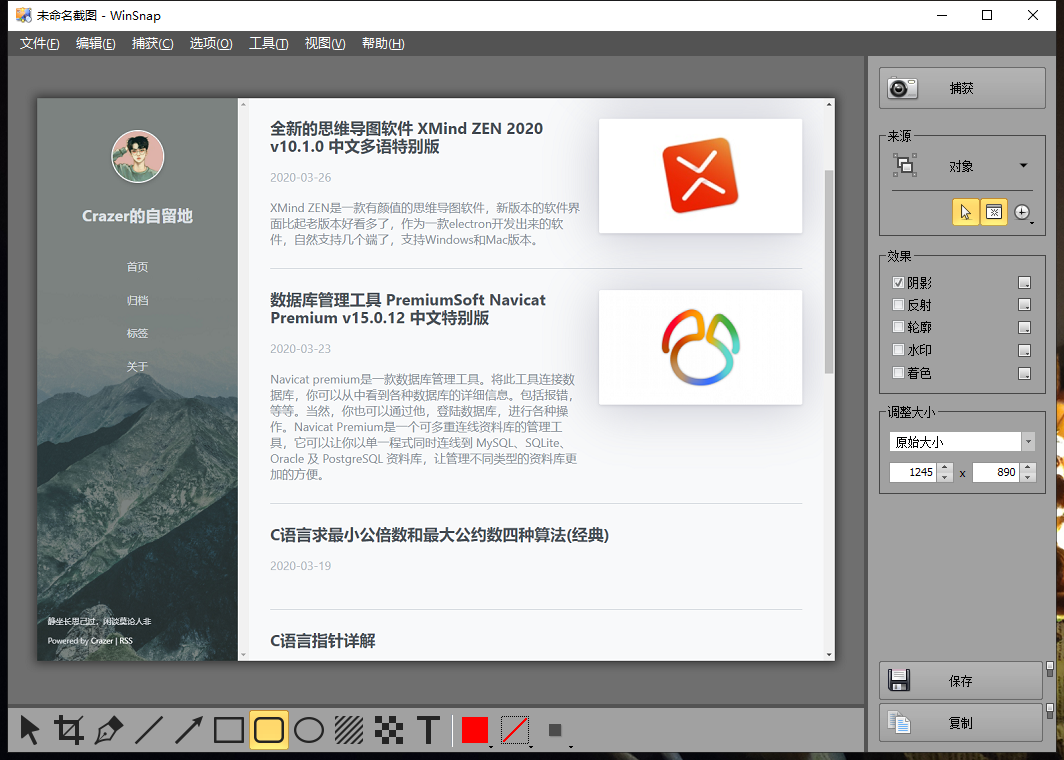 未命名截图 - WinSnap
文件(F) 编辑(E) 捕获(C) 选项(O) 工具(T) 视图(V) 帮助(H)
Crazer的自留地
首页
归档
标签
关于
静坐长思己过，闲谈莫论人非
Powered by Crazer | RSS
全新的思维导图软件 XMind ZEN 2020
v10.1.0 中文多语特别版
2020-03-26
XMind ZEN是一款有颜值的思维导图软件，新版本的软件界
面比起老版本好看多了，作为一款electron开发出来的软
件，自然支持几个端了，支持Windows和Mac版本。
数据库管理工具 PremiumSoft Navicat
Premium v15.0.12 中文特别版
2020-03-23
Navicat premium是一款数据库管理工具。将此工具连接数
据库，你可以从中看到各种数据库的详细信息。包括报错，
等等。当然，你也可以通过他，登陆数据库，进行各种操
作。Navicat Premium是一个可多重连线资料库的管理工
具，它可以让你以单一程式同时连线到 MySQL、SQLite、
Oracle 及 PostgreSQL 资料库，让管理不同类型的资料库更
加的方便。
C语言求最小公倍数和最大公约数四种算法(经典)
2020-03-19
C语言指针详解
捕获
来源
对象
效果
阴影
反射
轮廓
水印
着色
调整大小
原始大小
1245 x 890
保存
复制
T